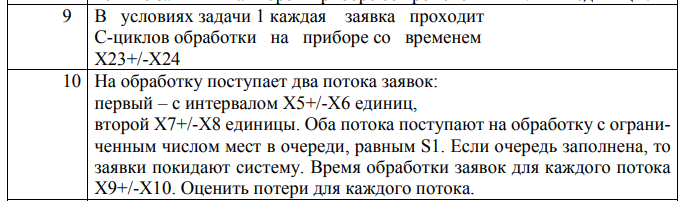 9 В условиях задачи 1 каждая заявка проходит
С-циклов обработки на приборе со временем
X23+/-X24
10 На обработку поступает два потока заявок:
первый – с интервалом X5+/-X6 единиц,
второй X7+/-X8 единицы. Оба потока поступают на обработку с ограни-
ченным числом мест в очереди, равным S1. Если очередь заполнена, то
заявки покидают систему. Время обработки заявок для каждого потока
X9+/-X10. Оценить потери для каждого потока.